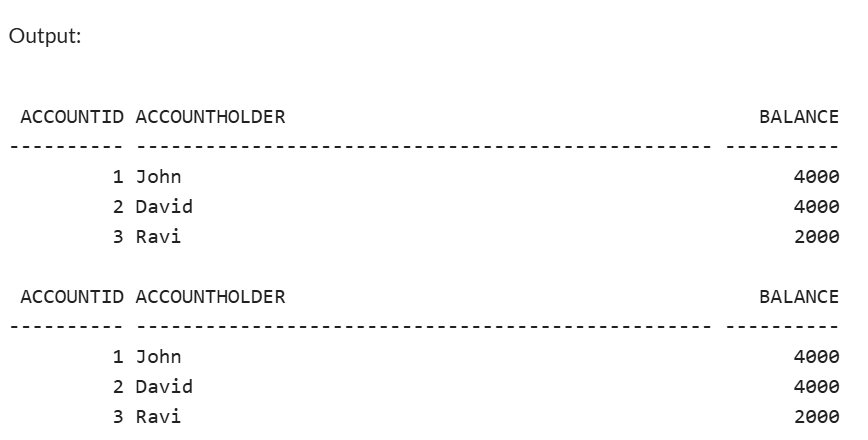 Output:
ACCOUNTID ACCOUNTHOLDER                                           BALANCE
---------- -------------------------------------------------- ----------
         1 John                                                     4000
         2 David                                                    4000
         3 Ravi                                                     2000
ACCOUNTID ACCOUNTHOLDER                                           BALANCE
---------- -------------------------------------------------- ----------
         1 John                                                     4000
         2 David                                                    4000
         3 Ravi                                                     2000